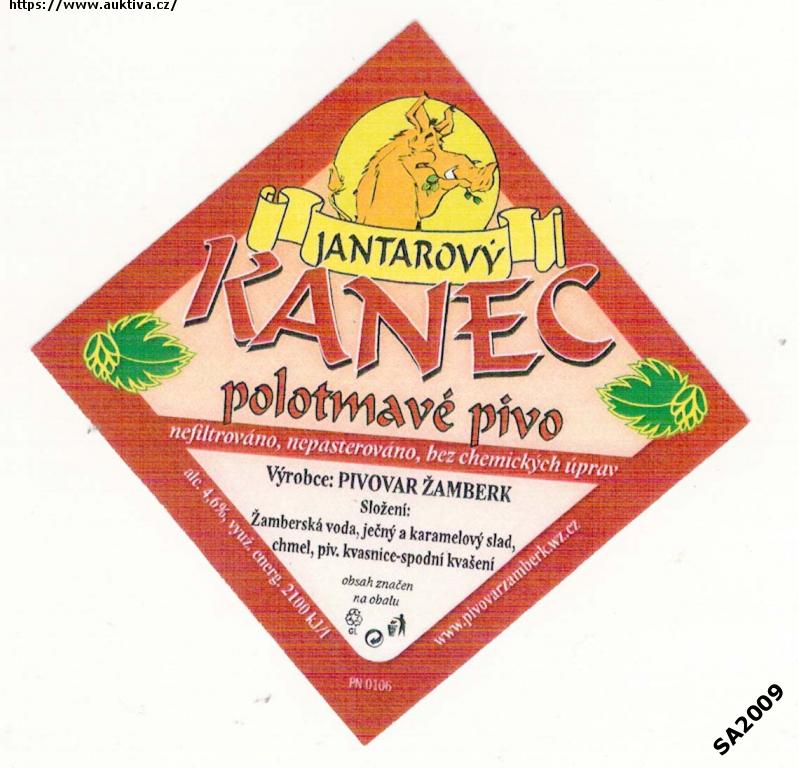 https://www.auktiva.cz/
JANTAROVÝ
KANEC
polotmavé pivo
nefiltrováno, nepasterováno, bez chemických úprav
Výrobce: PIVOVAR ŽAMBERK
Složení:
Žamberská voda, ječný a karamelový slad,
chmel, piv. kvasnice-spodní kvašení
obsah značen
na obalu
GL
alc. 4,6%, využ. energ. 2100 kJ/l
www.pivovarzamberk.wz.cz
PN 0106
SA2009